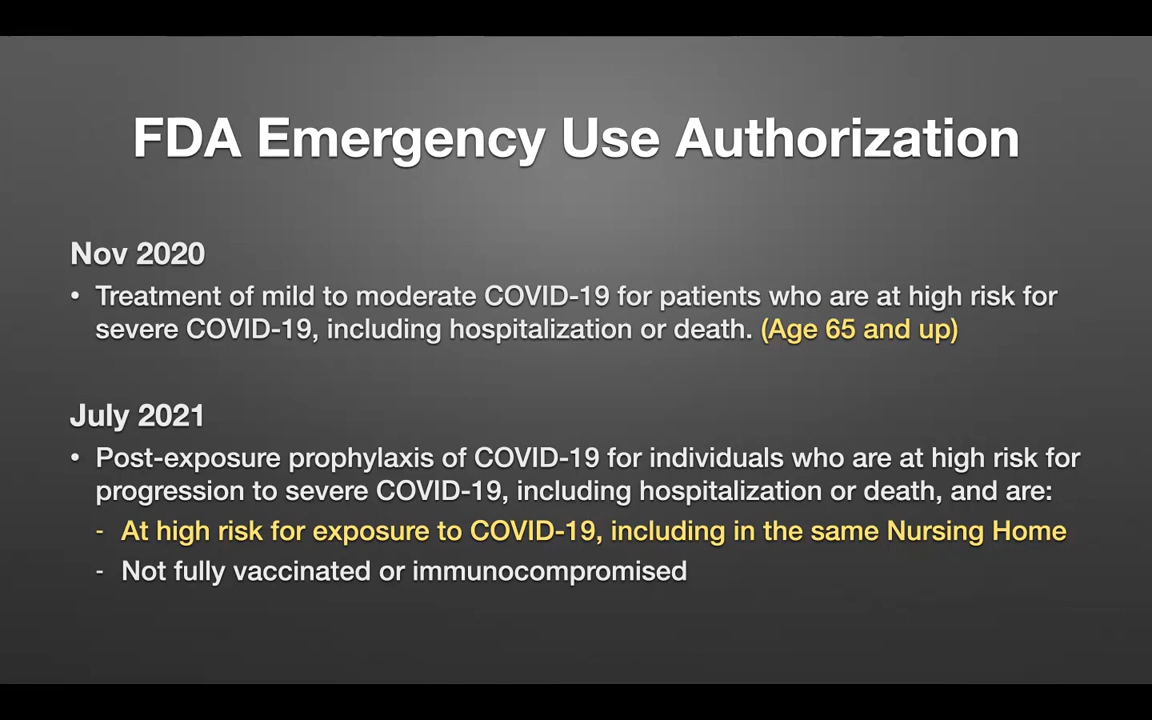 FDA Emergency Use Authorization
Nov 2020
• Treatment of mild to moderate COVID-19 for patients who are at high risk for
severe COVID-19, including hospitalization or death. (Age 65 and up)
July 2021
• Post-exposure prophylaxis of COVID-19 for individuals who are at high risk for
progression to severe COVID-19, including hospitalization or death, and are:
- At high risk for exposure to COVID-19, including in the same Nursing Home
- Not fully vaccinated or immunocompromised